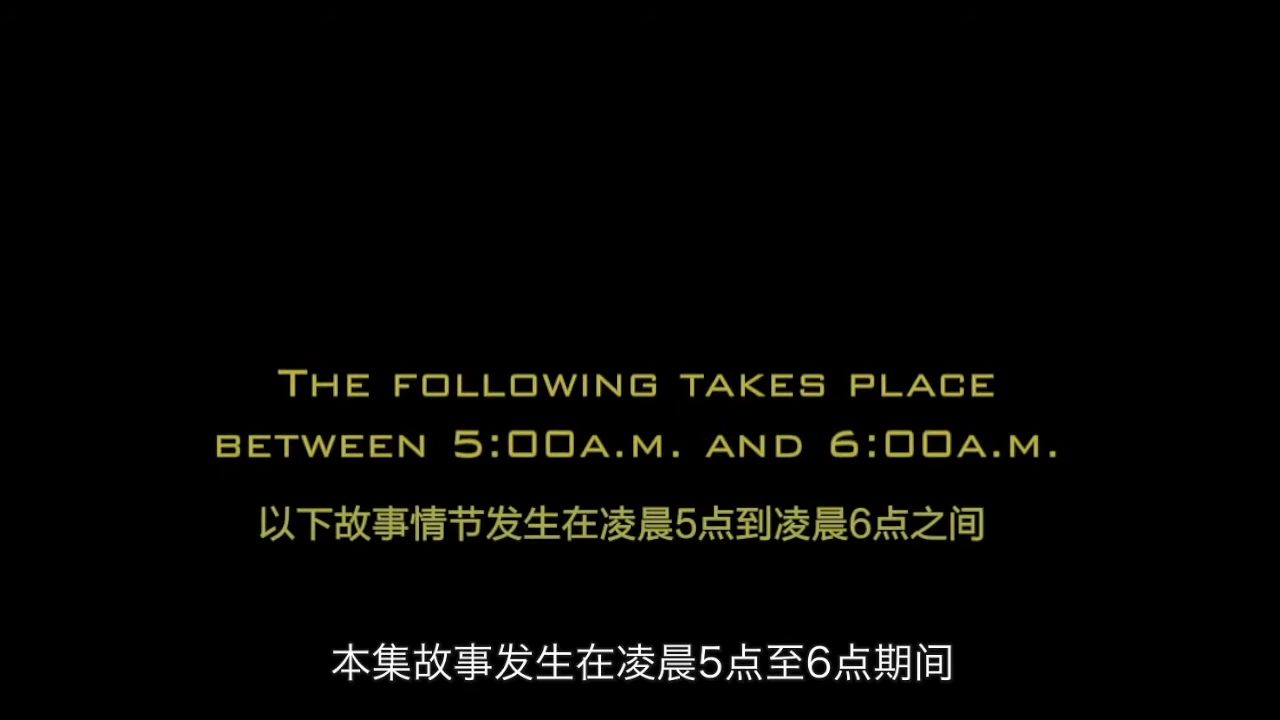 The following takes place
between 5:00a.m. and 6:00a.m.
以下故事情节发生在凌晨5点到凌晨6点之间
本集故事发生在凌晨5点至6点期间